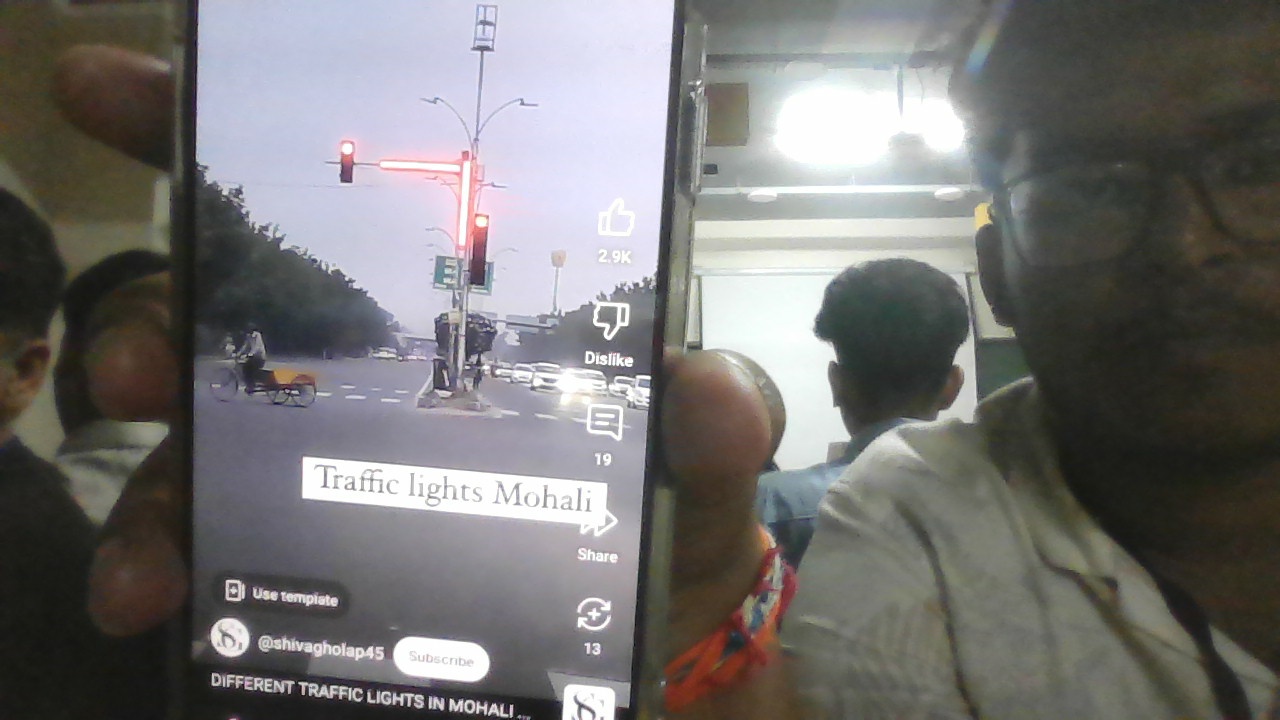 2.9K
Dislike
19
Traffic lights Mohali
Share
Use template
13
@shivagholap45
Subscribe
DIFFERENT TRAFFIC LIGHTS IN MOHALI ...